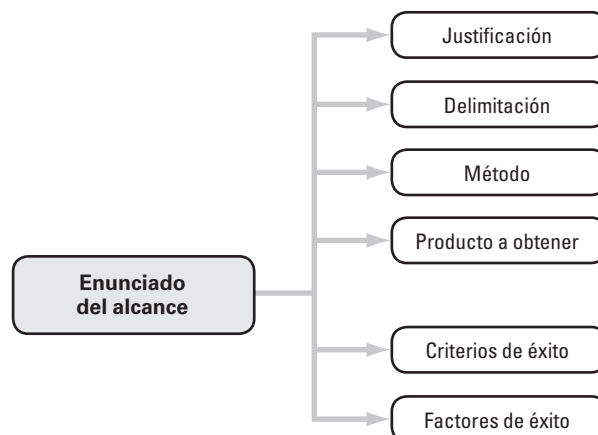 Justificación
Delimitación
Método
Producto a obtener
Enunciado
del alcance
Criterios de éxito
Factores de éxito